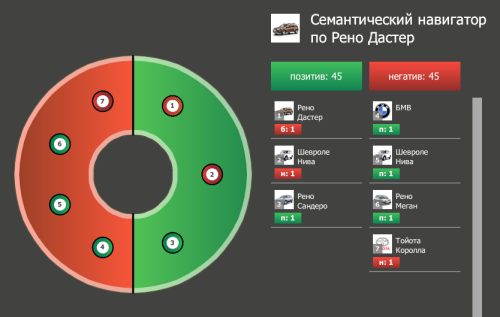 Семантический навигатор
по Рено Дастер
позитив: 45
негатив: 45
1
Рено
Дастер
б: 1
2
Шевроле
Нива
н: 1
3
Рено
Сандеро
п: 1
4
БМВ
п: 1
5
Шевроле
Нива
п: 1
6
Рено
Меган
п: 1
7
Тойота
Королла
н: 1
7
1
6
2
5
4
3